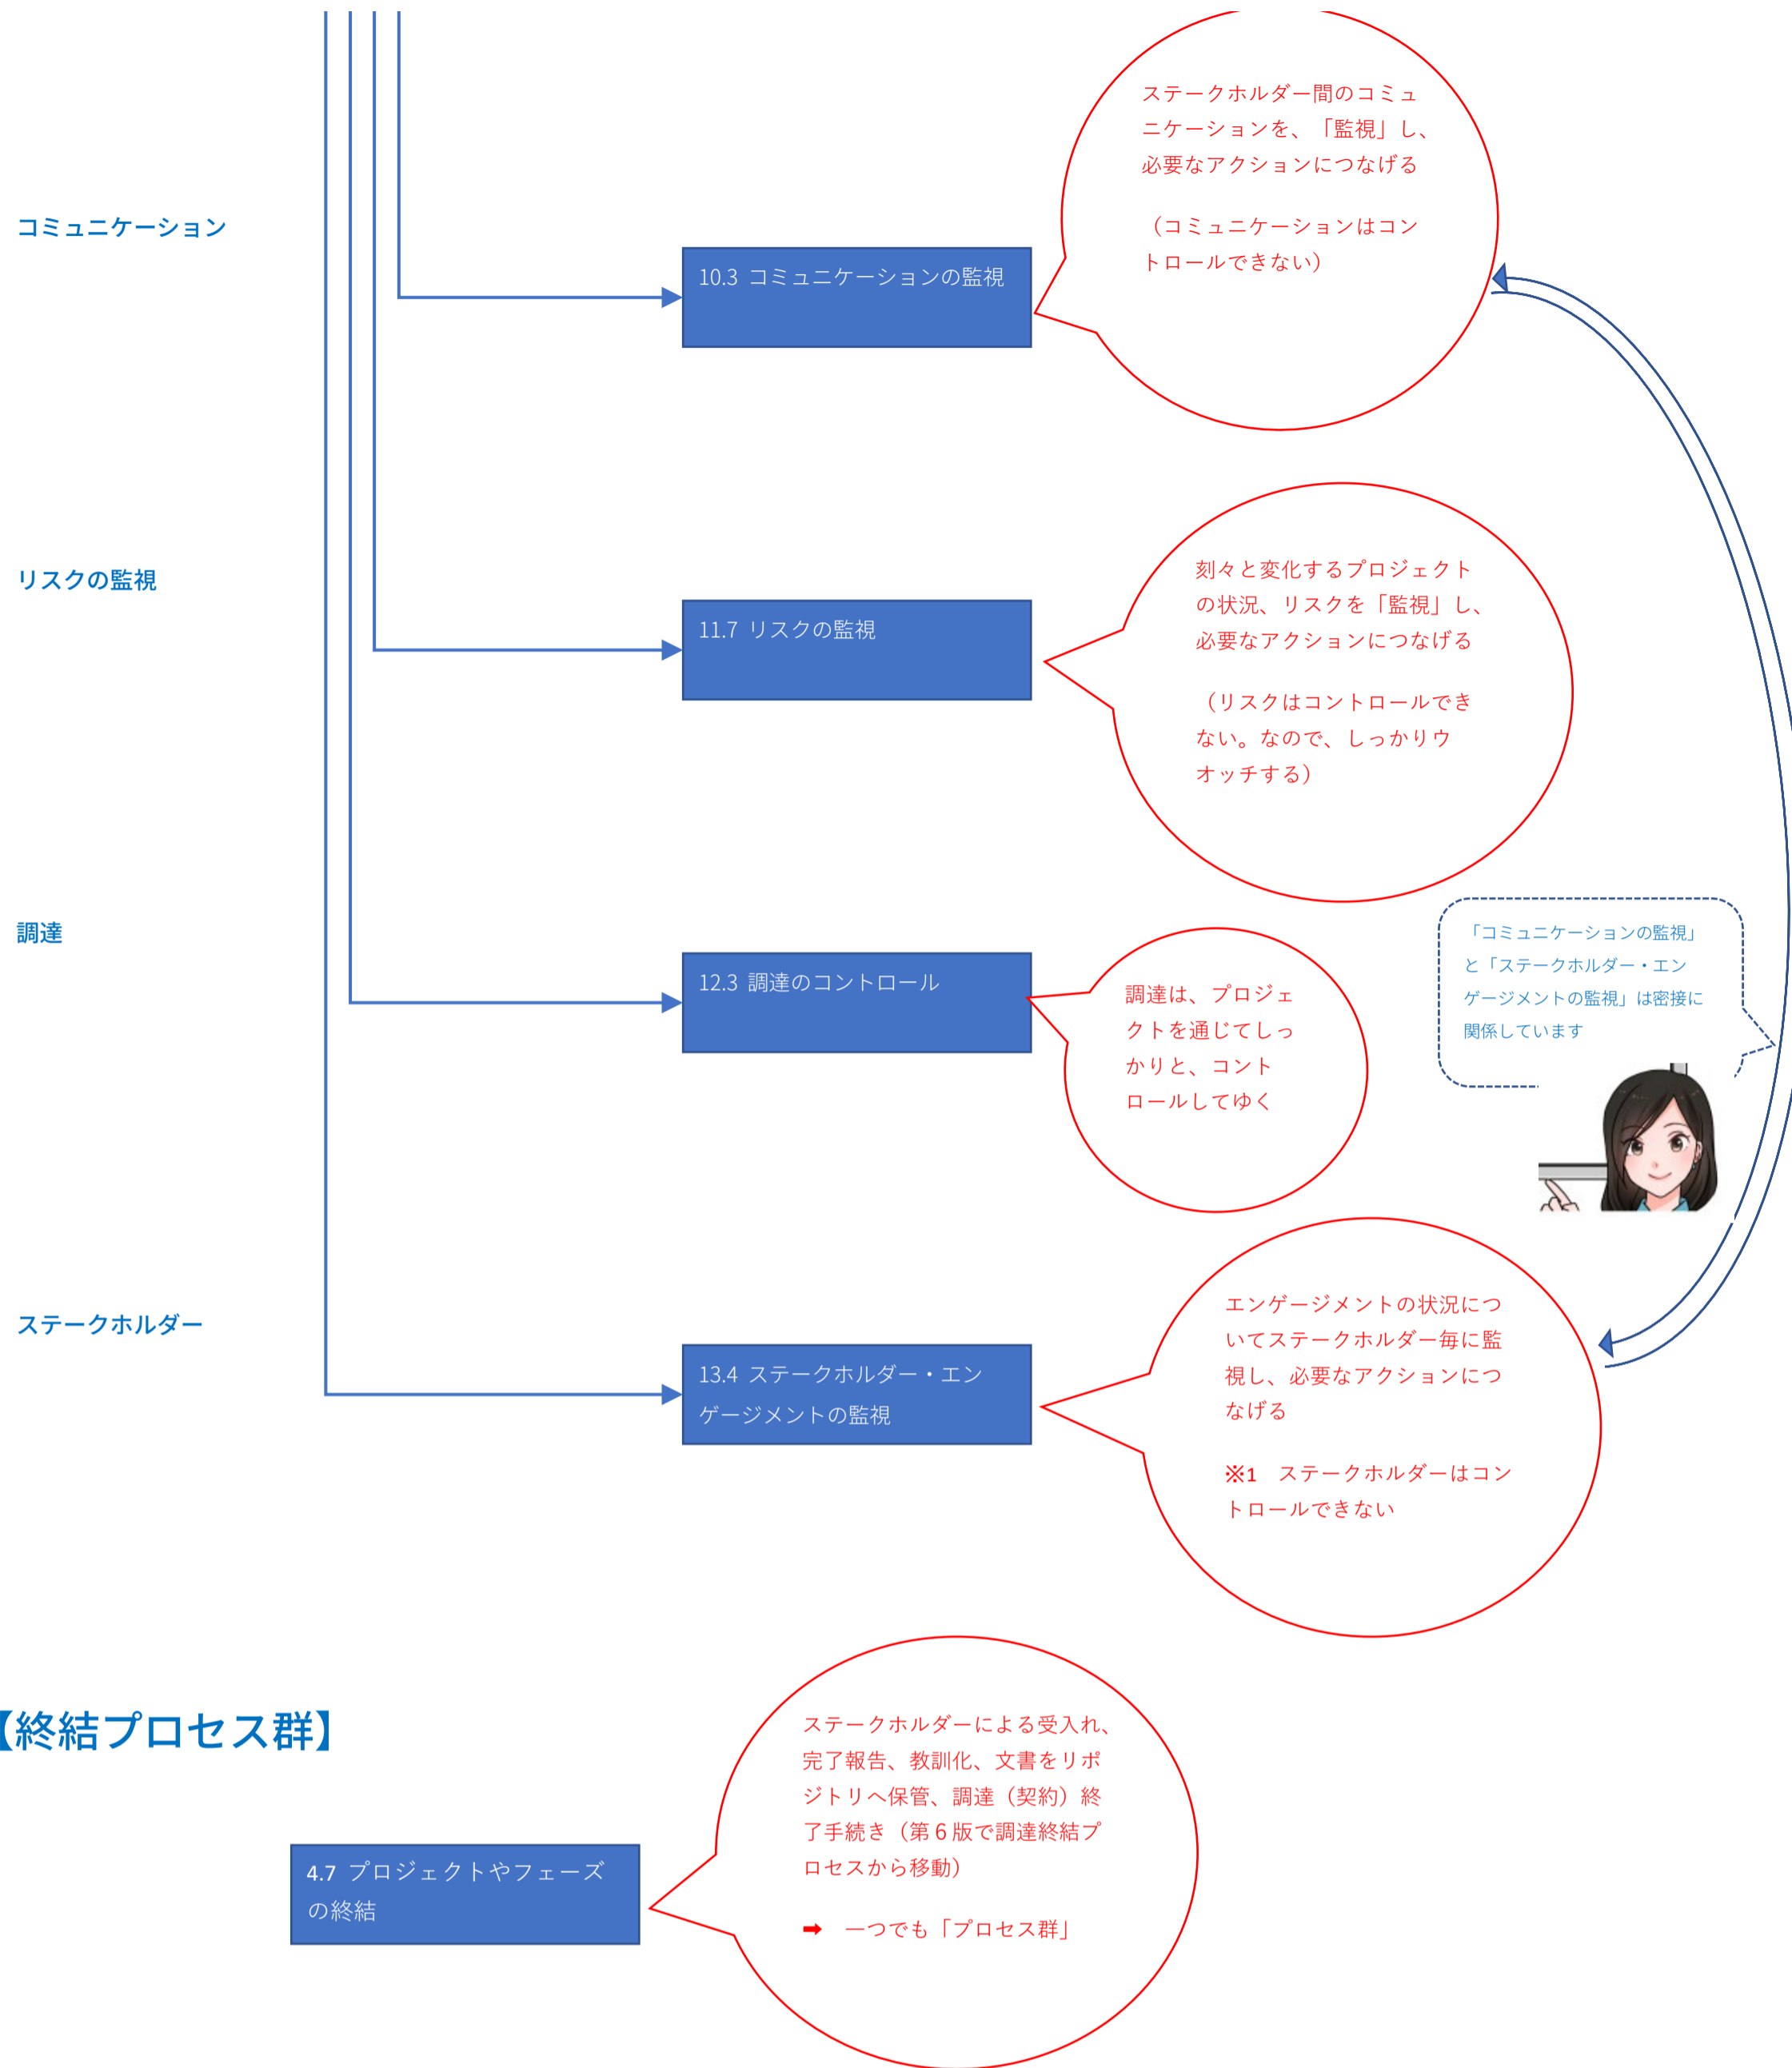 ステークホルダー間のコミュ
ニケーションを、「監視」し、
必要なアクションにつなげる
（コミュニケーションはコン
トロールできない）
コミュニケーション
10.3 コミュニケーションの監視
刻々と変化するプロジェクト
の状況、リスクを「監視」し、
必要なアクションにつなげる
（リスクはコントロールでき
ない。なので、しっかりウ
オッチする）
リスクの監視
11.7 リスクの監視
調達
12.3 調達のコントロール
調達は、プロジェ
クトを通じてしっ
かりと、コント
ロールしてゆく
「コミュニケーションの監視」
と「ステークホルダー・エン
ゲージメントの監視」は密接に
関係しています
ステークホルダー
13.4 ステークホルダー・エン
ゲージメントの監視
エンゲージメントの状況につ
いてステークホルダー毎に監
視し、必要なアクションにつ
なげる
※1　ステークホルダーはコン
トロールできない
【終結プロセス群】
4.7 プロジェクトやフェーズ
の終結
ステークホルダーによる受入れ、
完了報告、教訓化、文書をリポ
ジトリへ保管、調達（契約）終
了手続き（第６版で調達終結プ
ロセスから移動）
➡　一つでも「プロセス群」